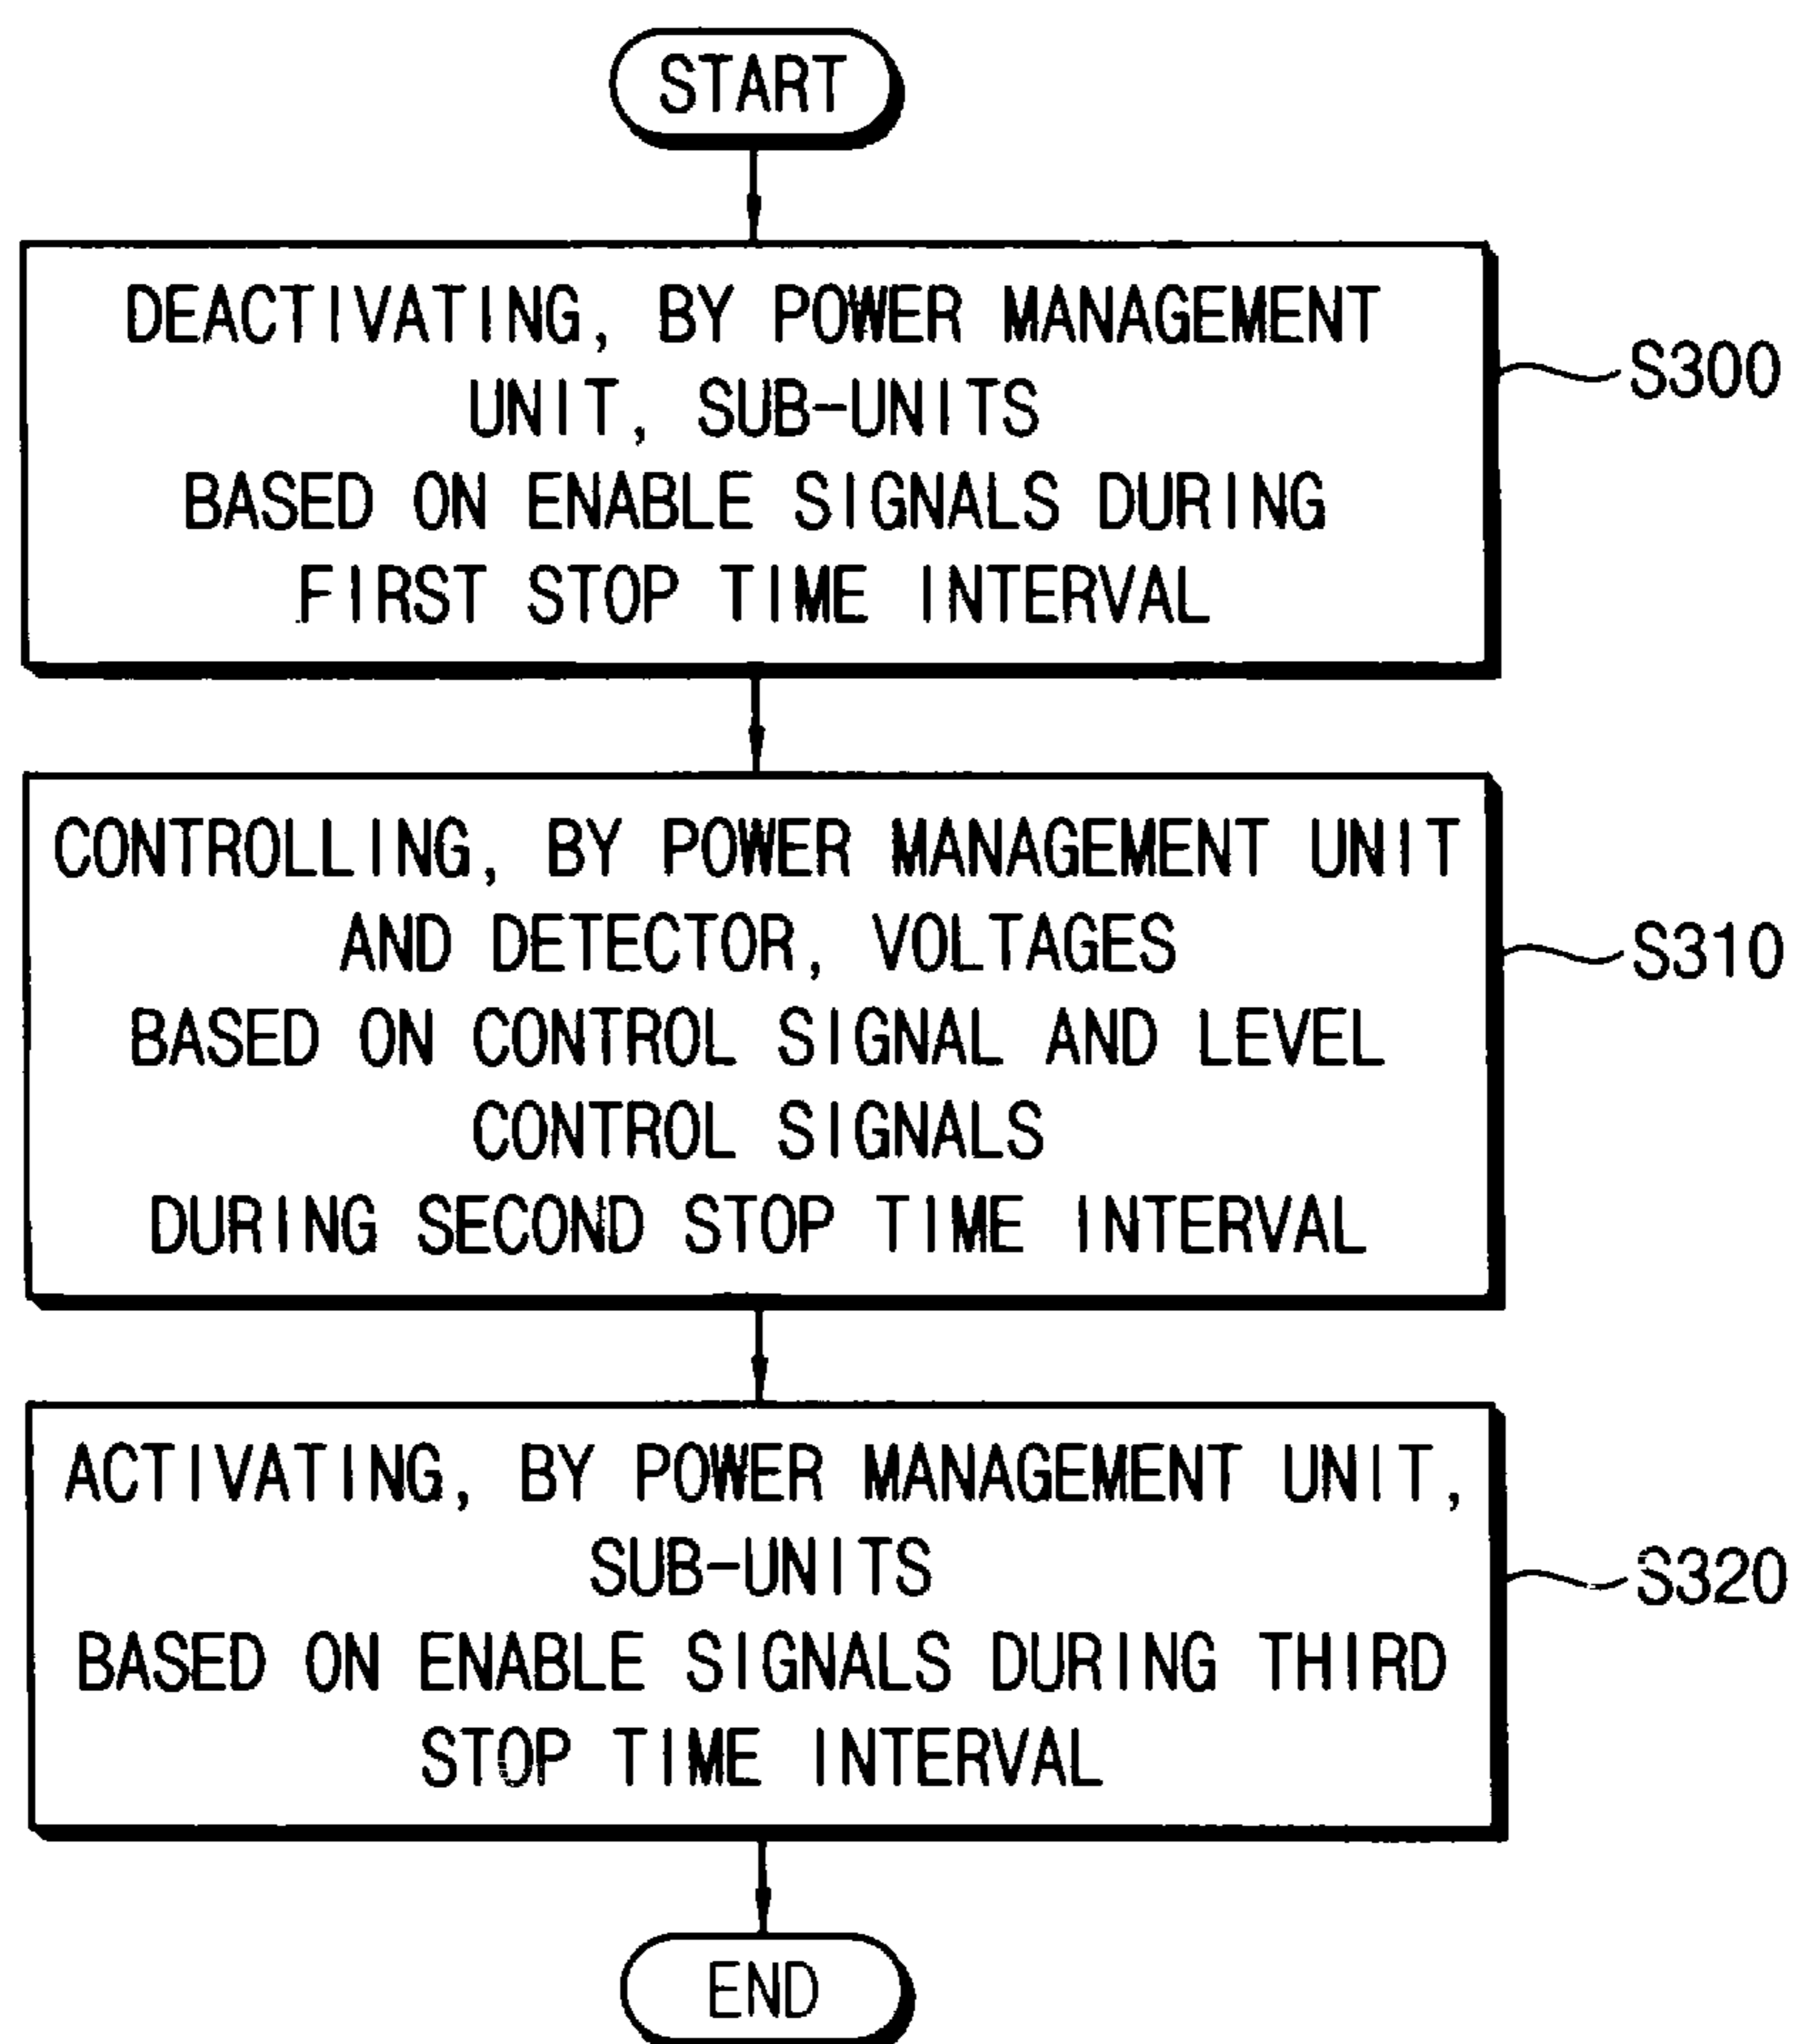 START
DEACTIVATING, BY POWER MANAGEMENT
UNIT, SUB-UNITS
BASED ON ENABLE SIGNALS DURING
FIRST STOP TIME INTERVAL
S300
CONTROLLING, BY POWER MANAGEMENT UNIT
AND DETECTOR, VOLTAGES
BASED ON CONTROL SIGNAL AND LEVEL
CONTROL SIGNALS
DURING SECOND STOP TIME INTERVAL
S310
ACTIVATING, BY POWER MANAGEMENT UNIT,
SUB-UNITS
BASED ON ENABLE SIGNALS DURING THIRD
STOP TIME INTERVAL
S320
END